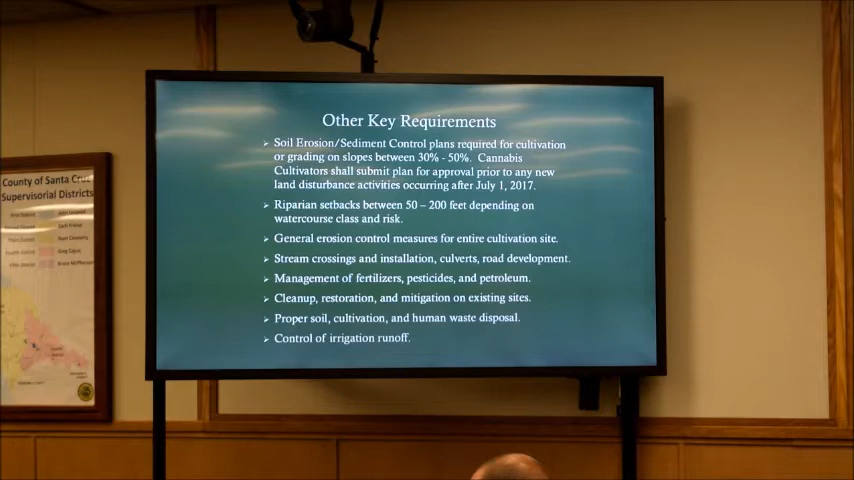 Other Key Requirements
➢ Soil Erosion/Sediment Control plans required for cultivation
or grading on slopes between 30% - 50%. Cannabis
Cultivators shall submit plan for approval prior to any new
land disturbance activities occurring after July 1, 2017.
➢ Riparian setbacks between 50 – 200 feet depending on
watercourse class and risk.
➢ General erosion control measures for entire cultivation site.
➢ Stream crossings and installation, culverts, road development.
➢ Management of fertilizers, pesticides, and petroleum.
➢ Cleanup, restoration, and mitigation on existing sites.
➢ Proper soil, cultivation, and human waste disposal.
➢ Control of irrigation runoff.
County of Santa Cruz
Supervisorial Districts